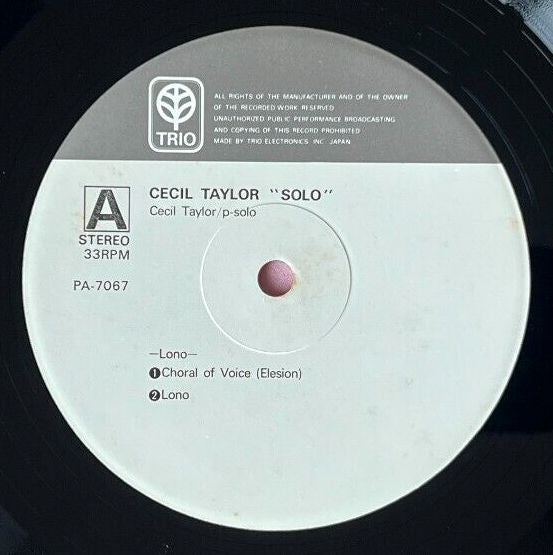 TRIO
ALL RIGHTS OF THE MANUFACTURER AND OF THE OWNER
OF THE RECORDED WORK RESERVED
UNAUTHORIZED PUBLIC PERFORMANCE BROADCASTING
AND COPYING OF THIS RECORD PROHIBITED
MADE BY TRIO ELECTRONICS INC. JAPAN
A
STEREO
33RPM
PA-7067
CECIL TAYLOR "SOLO"
Cecil Taylor/p-solo
—Lono—
❶Choral of Voice (Elesion)
❷Lono